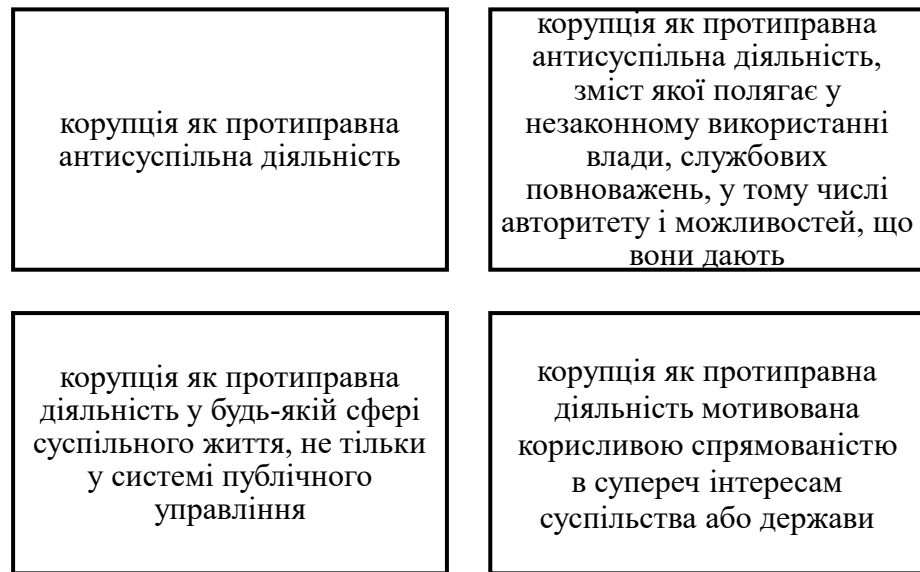 корупція як протиправна
антисуспільна діяльність
корупція як протиправна
антисуспільна діяльність,
зміст якої полягає у
незаконному використанні
влади, службових
повноважень, у тому числі
авторитету і можливостей, що
вони дають
корупція як протиправна
діяльність у будь-якій сфері
суспільного життя, не тільки
у системі публічного
управління
корупція як протиправна
діяльність мотивована
корисливою спрямованістю
в супереч інтересам
суспільства або держави